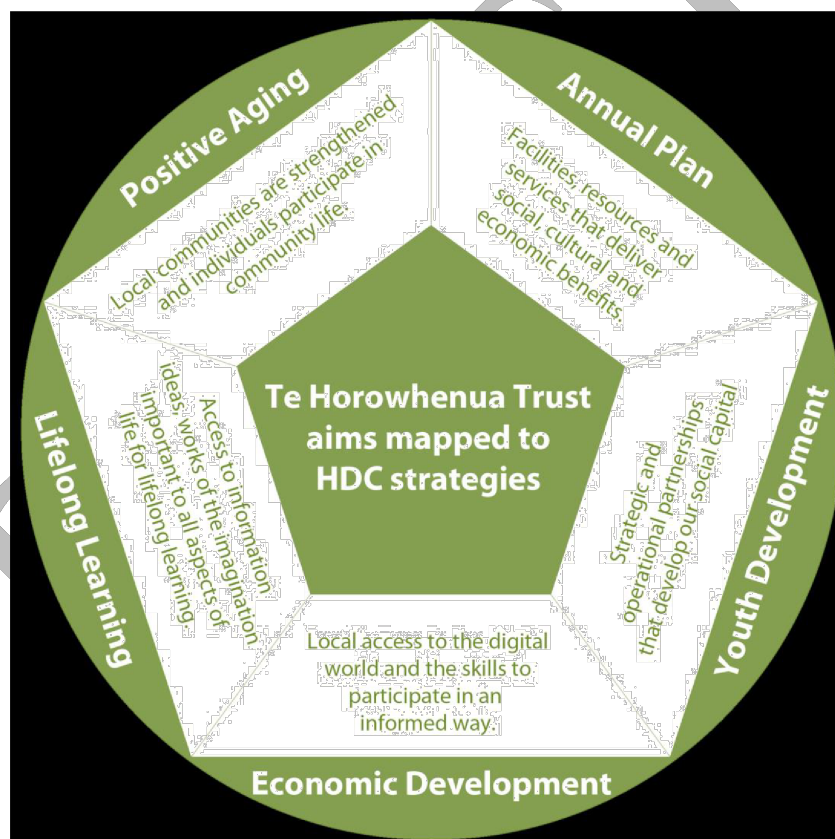 Positive Aging
Local communities are strengthened
and individuals participate in
community life.
Annual Plan
Facilities, resources and
services that deliver
social, cultural and
economic benefits.
Te Horowhenua Trust
aims mapped to
HDC strategies
Lifelong Learning
Access to information
ideas, works of the imagination
important to all aspects of
life for lifelong learning.
Strategic and
operational partnerships
that develop our social capital
Youth Development
Local access to the digital
world and the skills to
participate in an
informed way.
Economic Development